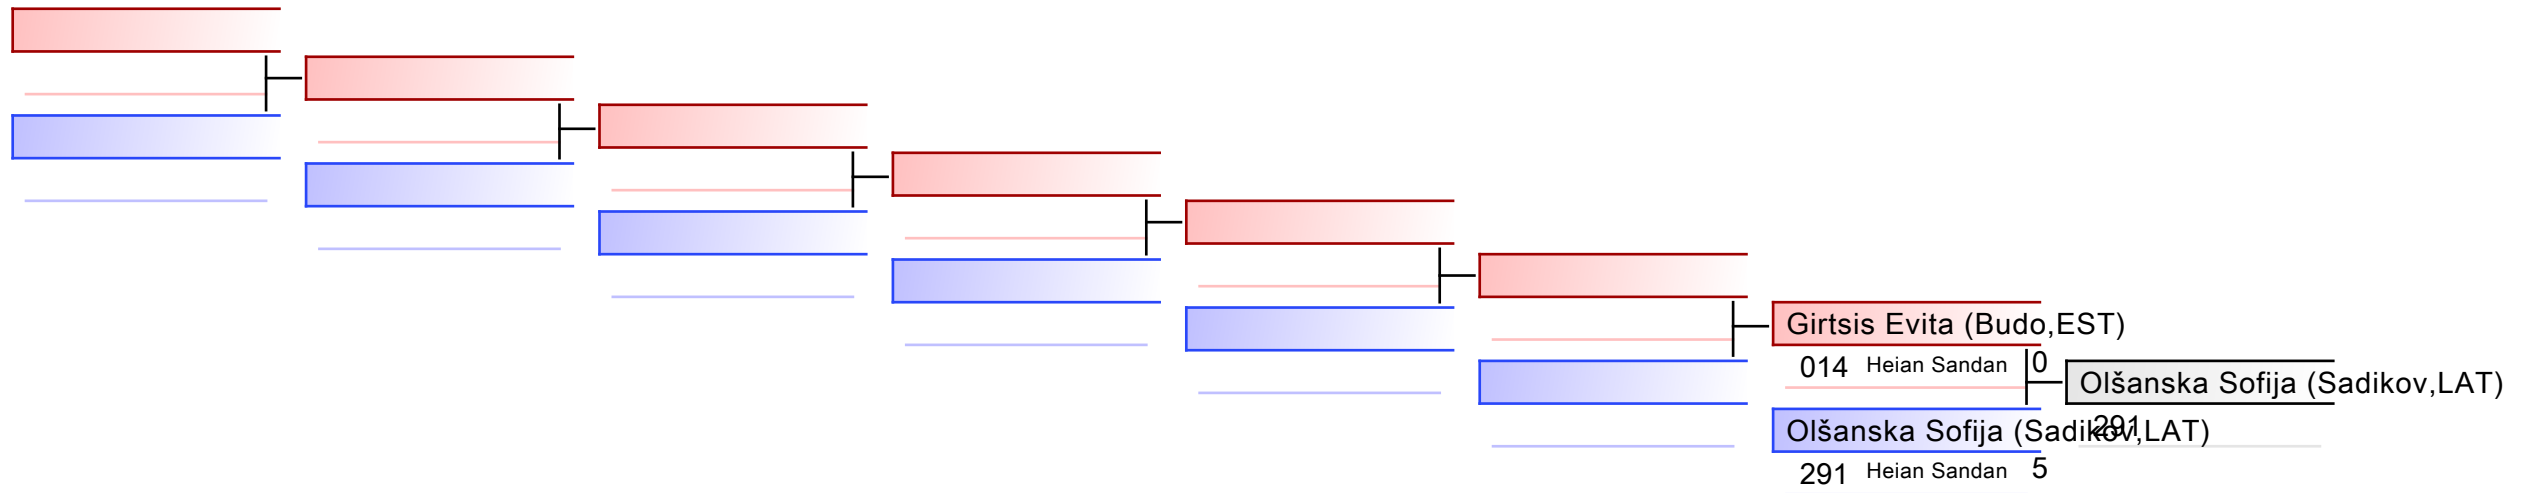 Girtsis Evita (Budo,EST)
014 Heian Sandan 0
Olšanska Sofija (Sadikov,LAT)
291
Olšanska Sofija (Sadikov,LAT)
291 Heian Sandan 5